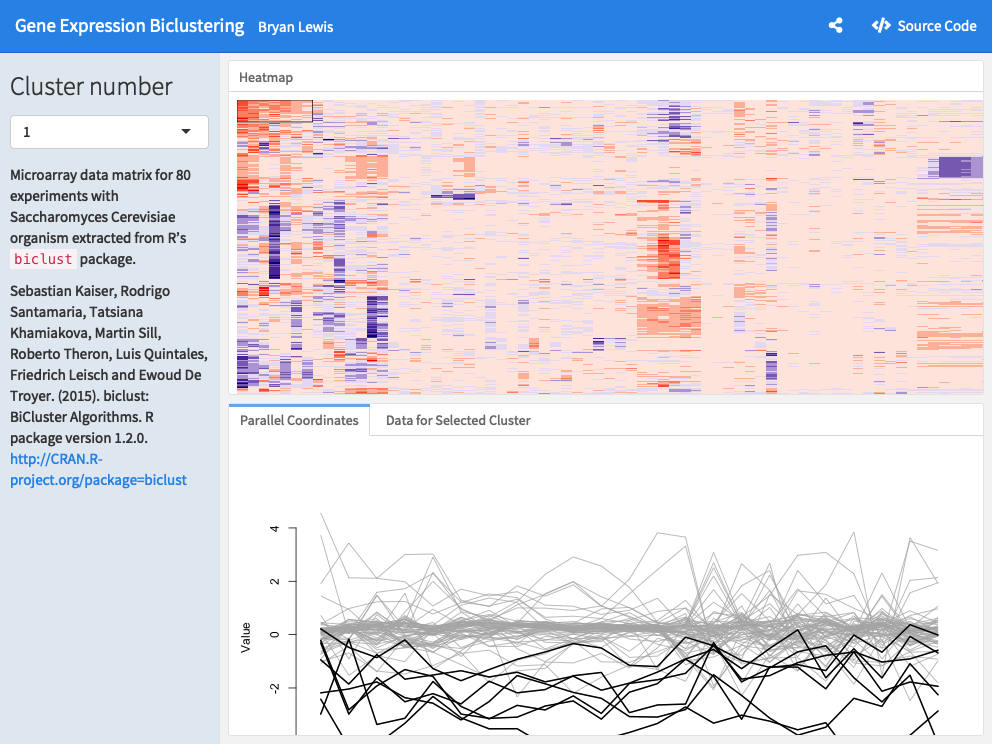 Gene Expression Biclustering Bryan Lewis Source Code
Cluster number
1
Microarray data matrix for 80
experiments with
Saccharomyces Cerevisiae
organism extracted from R's
biclust package.
Sebastian Kaiser, Rodrigo
Santamaria, Tatsiana
Khamiakova, Martin Sill,
Roberto Theron, Luis Quintales,
Friedrich Leisch and Ewoud De
Troyer. (2015). biclust:
BiCluster Algorithms. R
package version 1.2.0.
http://CRAN.R-
project.org/package=biclust
Heatmap
Parallel Coordinates Data for Selected Cluster
Value
4
2
0
-2